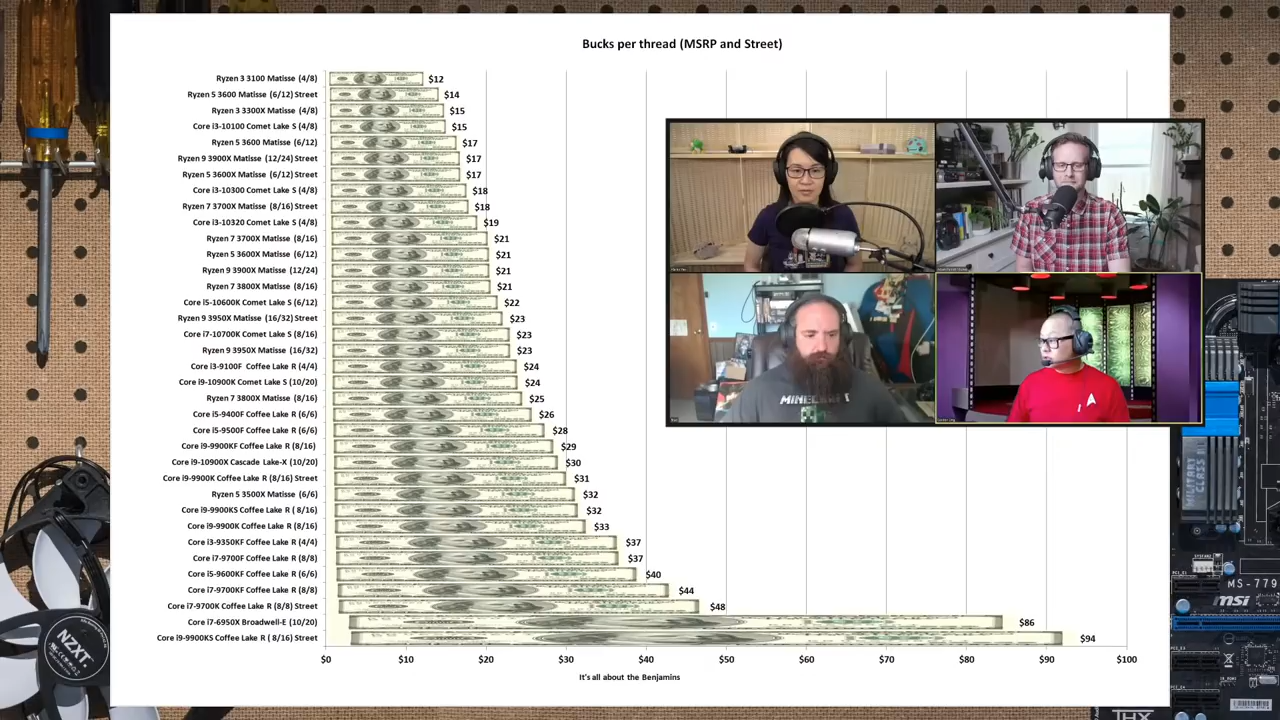 Bucks per thread (MSRP and Street)
Ryzen 3 3100 Matisse (4/8) $12
Ryzen 5 3600 Matisse (6/12) Street $14
Ryzen 3 3300X Matisse (4/8) $15
Core i3-10100 Comet Lake S (4/8) $15
Ryzen 5 3600 Matisse (6/12) $17
Ryzen 9 3900X Matisse (12/24) Street $17
Ryzen 5 3600X Matisse (6/12) Street $17
Core i3-10300 Comet Lake S (4/8) $18
Ryzen 7 3700X Matisse (8/16) Street $18
Core i3-10320 Comet Lake S (4/8) $19
Ryzen 7 3700X Matisse (8/16) $21
Ryzen 5 3600X Matisse (6/12) $21
Ryzen 9 3900X Matisse (12/24) $21
Ryzen 7 3800X Matisse (8/16) $21
Core I5-10600K Comet Lake S (6/12) $22
Ryzen 9 3950X Matisse (16/32) Street $23
Core i7-10700K Comet Lake S (8/16) $23
Ryzen 9 3950X Matisse (16/32) $23
Core i3-9100F Coffee Lake R (4/4) $24
Core i9-10900K Comet Lake S (10/20) $24
Ryzen 7 3800X Matisse (8/16) $25
Core i5-9400F Coffee Lake R (6/6) $26
Core i5-9500F Coffee Lake R (6/6) $28
Core i9-9900KF Coffee Lake R (8/16) $29
Core i9-10900X Cascade Lake-X (10/20) $30
Core i9-9900K Coffee Lake R (8/16) Street $31
Ryzen 5 3500X Matisse (6/6) $32
Core i9-9900KS Coffee Lake R ( 8/16) $32
Core i9-9900K Coffee Lake R (8/16) $33
Core i3-9350KF Coffee Lake R (4/4) $37
Core i7-9700F Coffee Lake R (8/8) $37
Core i5-9600KF Coffee Lake R (6/6) $40
Core i7-9700KF Coffee Lake R (8/8) $44
Core i7-9700K Coffee Lake R (8/8) Street $48
Core i7-6950X Broadwell-E (10/20) $86
Core i9-9900KS Coffee Lake R ( 8/16) Street $94
$0 $10 $20 $30 $40 $50 $60 $70 $80 $90 $100
It's all about the Benjamins
MINECRAFT
NZXT
MILITARY
CLASS
MS-779
msi
PCI_E1
PCI_E3
PCI_E4
THX